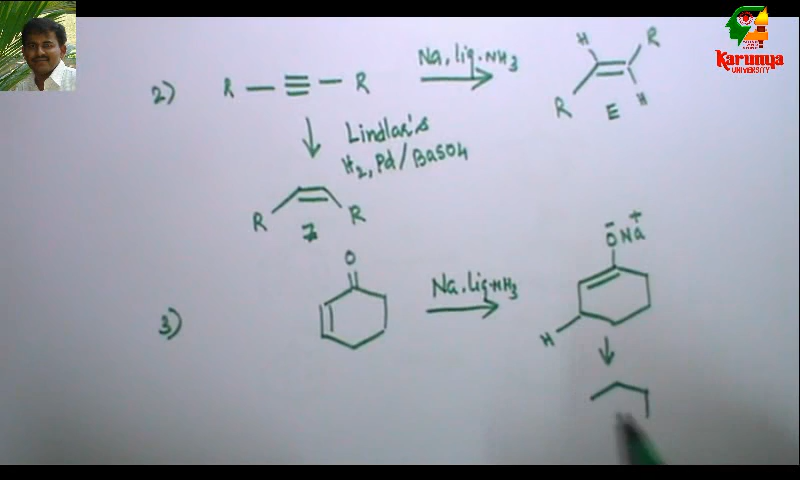 Karunya
UNIVERSITY
2) R — ≡ — R
Na, liq. NH3
H
R
R
H
E
Lindlar's
H2, Pd/BaSO4
R
R
Z
3)
O
Na, liq. NH3
O⁻ Na⁺
H